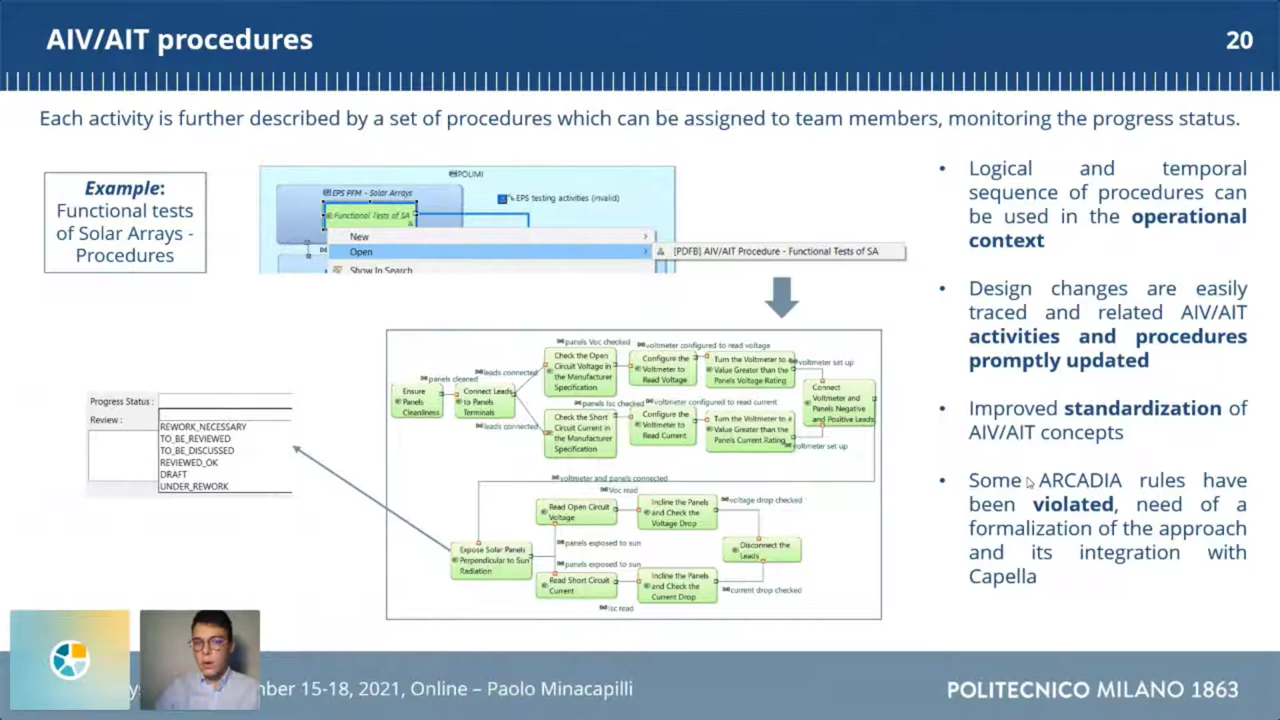 AIV/AIT procedures
20
Each activity is further described by a set of procedures which can be assigned to team members, monitoring the progress status.
Example:
Functional tests
of Solar Arrays -
Procedures
POLIMI
EPS PFM - Solar Arrays
EPS testing activities (invalid)
Functional Tests of SA
New
Open
[PDFB] AIV/AIT Procedure - Functional Tests of SA
Show In Search
panels Voc checked
voltmeter configured to read voltage
leads connected
panels cleaned
Check the Open
Circuit Voltage in
the Manufacturer
Specification
Configure the
Voltmeter to
Read Voltage
Turn the Voltmeter to a
Value Greater than the
Panels Voltage Rating
voltmeter set up
Ensure
Panels
Cleanliness
Connect Leads
to Panels
Terminals
Connect
Voltmeter and
Panels Negative
and Positive Leads
panels Isc checked
voltmeter configured to read current
leads connected
Check the Short
Circuit Current in
the Manufacturer
Specification
Configure the
Voltmeter to
Read Current
Turn the Voltmeter to a
Value Greater than the
Panels Current Rating
voltmeter set up
voltmeter and panels connected
Voc read
Read Open Circuit
Voltage
Incline the Panels
and Check the
Voltage Drop
voltage drop checked
panels exposed to sun
Expose Solar Panels
Perpendicular to Sun
Radiation
Disconnect the
Leads
panels exposed to sun
Read Short Circuit
Current
Incline the Panels
and Check the
Current Drop
current drop checked
Isc read
Progress Status :
Review :
REWORK_NECESSARY
TO_BE_REVIEWED
TO_BE_DISCUSSED
REVIEWED_OK
DRAFT
UNDER_REWORK
• Logical and temporal
sequence of procedures can
be used in the operational
context
• Design changes are easily
traced and related AIV/AIT
activities and procedures
promptly updated
• Improved standardization of
AIV/AIT concepts
• Some ARCADIA rules have
been violated, need of a
formalization of the approach
and its integration with
Capella
mber 15-18, 2021, Online – Paolo Minacapilli
POLITECNICO MILANO 1863